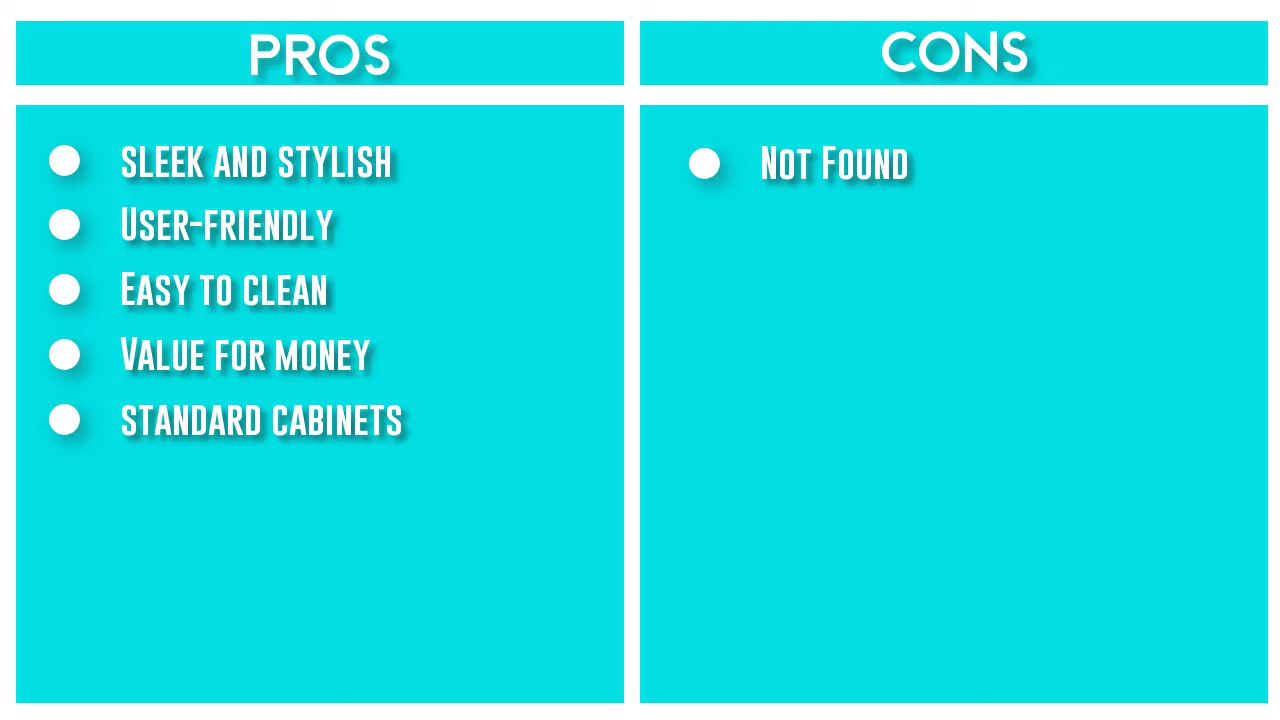 PROS
SLEEK AND STYLISH
USER-FRIENDLY
EASY TO CLEAN
VALUE FOR MONEY
STANDARD CABINETS
CONS
NOT FOUND